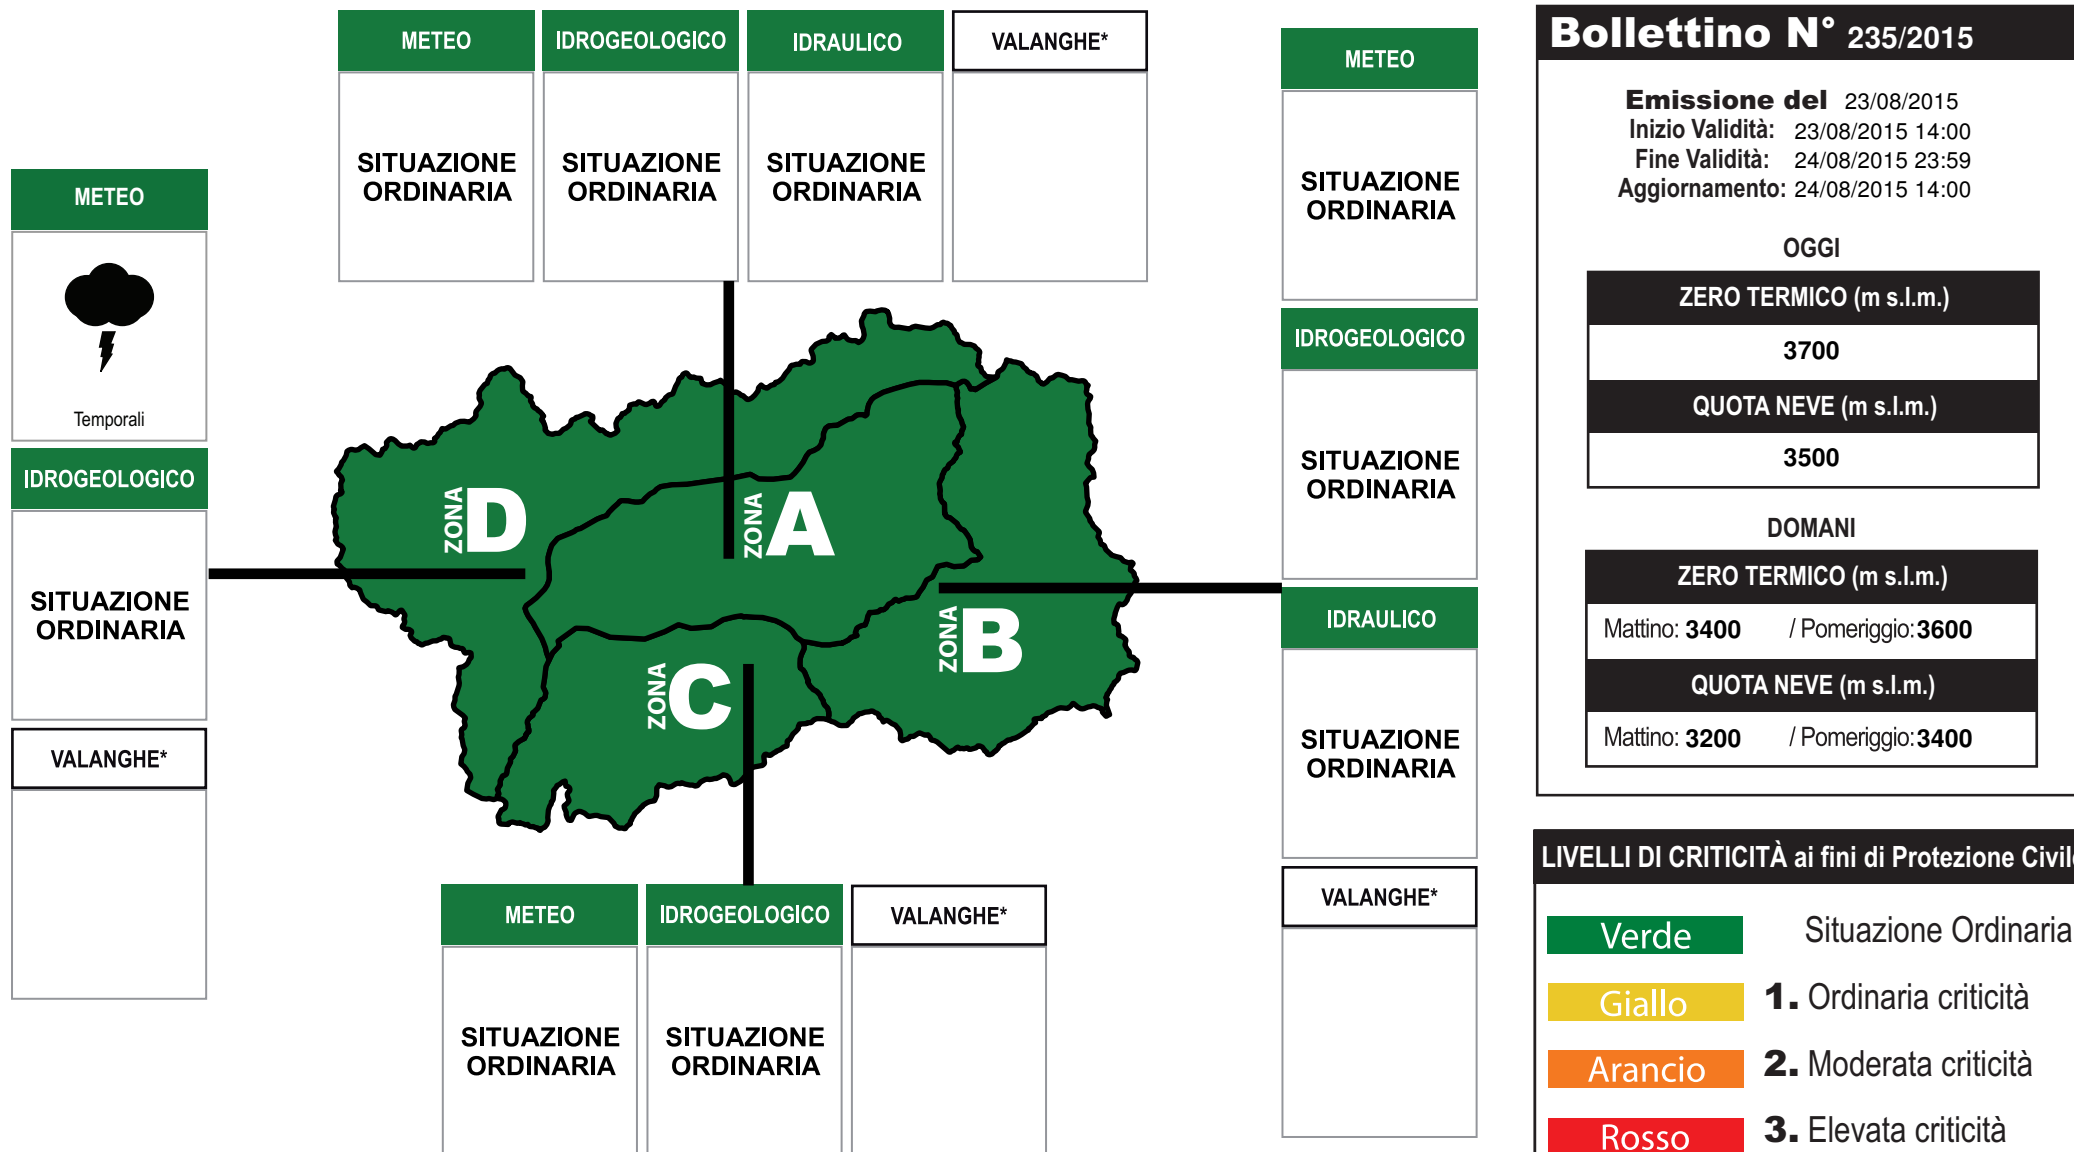 METEO
IDROGEOLOGICO
IDRAULICO
VALANGHE*
SITUAZIONE
ORDINARIA
SITUAZIONE
ORDINARIA
SITUAZIONE
ORDINARIA
METEO
Temporali
IDROGEOLOGICO
SITUAZIONE
ORDINARIA
VALANGHE*
ZONA D
ZONA A
ZONA B
ZONA C
METEO
IDROGEOLOGICO
VALANGHE*
SITUAZIONE
ORDINARIA
SITUAZIONE
ORDINARIA
METEO
SITUAZIONE
ORDINARIA
IDROGEOLOGICO
SITUAZIONE
ORDINARIA
IDRAULICO
SITUAZIONE
ORDINARIA
VALANGHE*
Bollettino N° 235/2015
Emissione del 23/08/2015
Inizio Validità: 23/08/2015 14:00
Fine Validità: 24/08/2015 23:59
Aggiornamento: 24/08/2015 14:00
OGGI
ZERO TERMICO (m s.l.m.)
3700
QUOTA NEVE (m s.l.m.)
3500
DOMANI
ZERO TERMICO (m s.l.m.)
Mattino: 3400 / Pomeriggio: 3600
QUOTA NEVE (m s.l.m.)
Mattino: 3200 / Pomeriggio: 3400
LIVELLI DI CRITICITÀ ai fini di Protezione Civile
Verde Situazione Ordinaria
Giallo 1. Ordinaria criticità
Arancio 2. Moderata criticità
Rosso 3. Elevata criticità